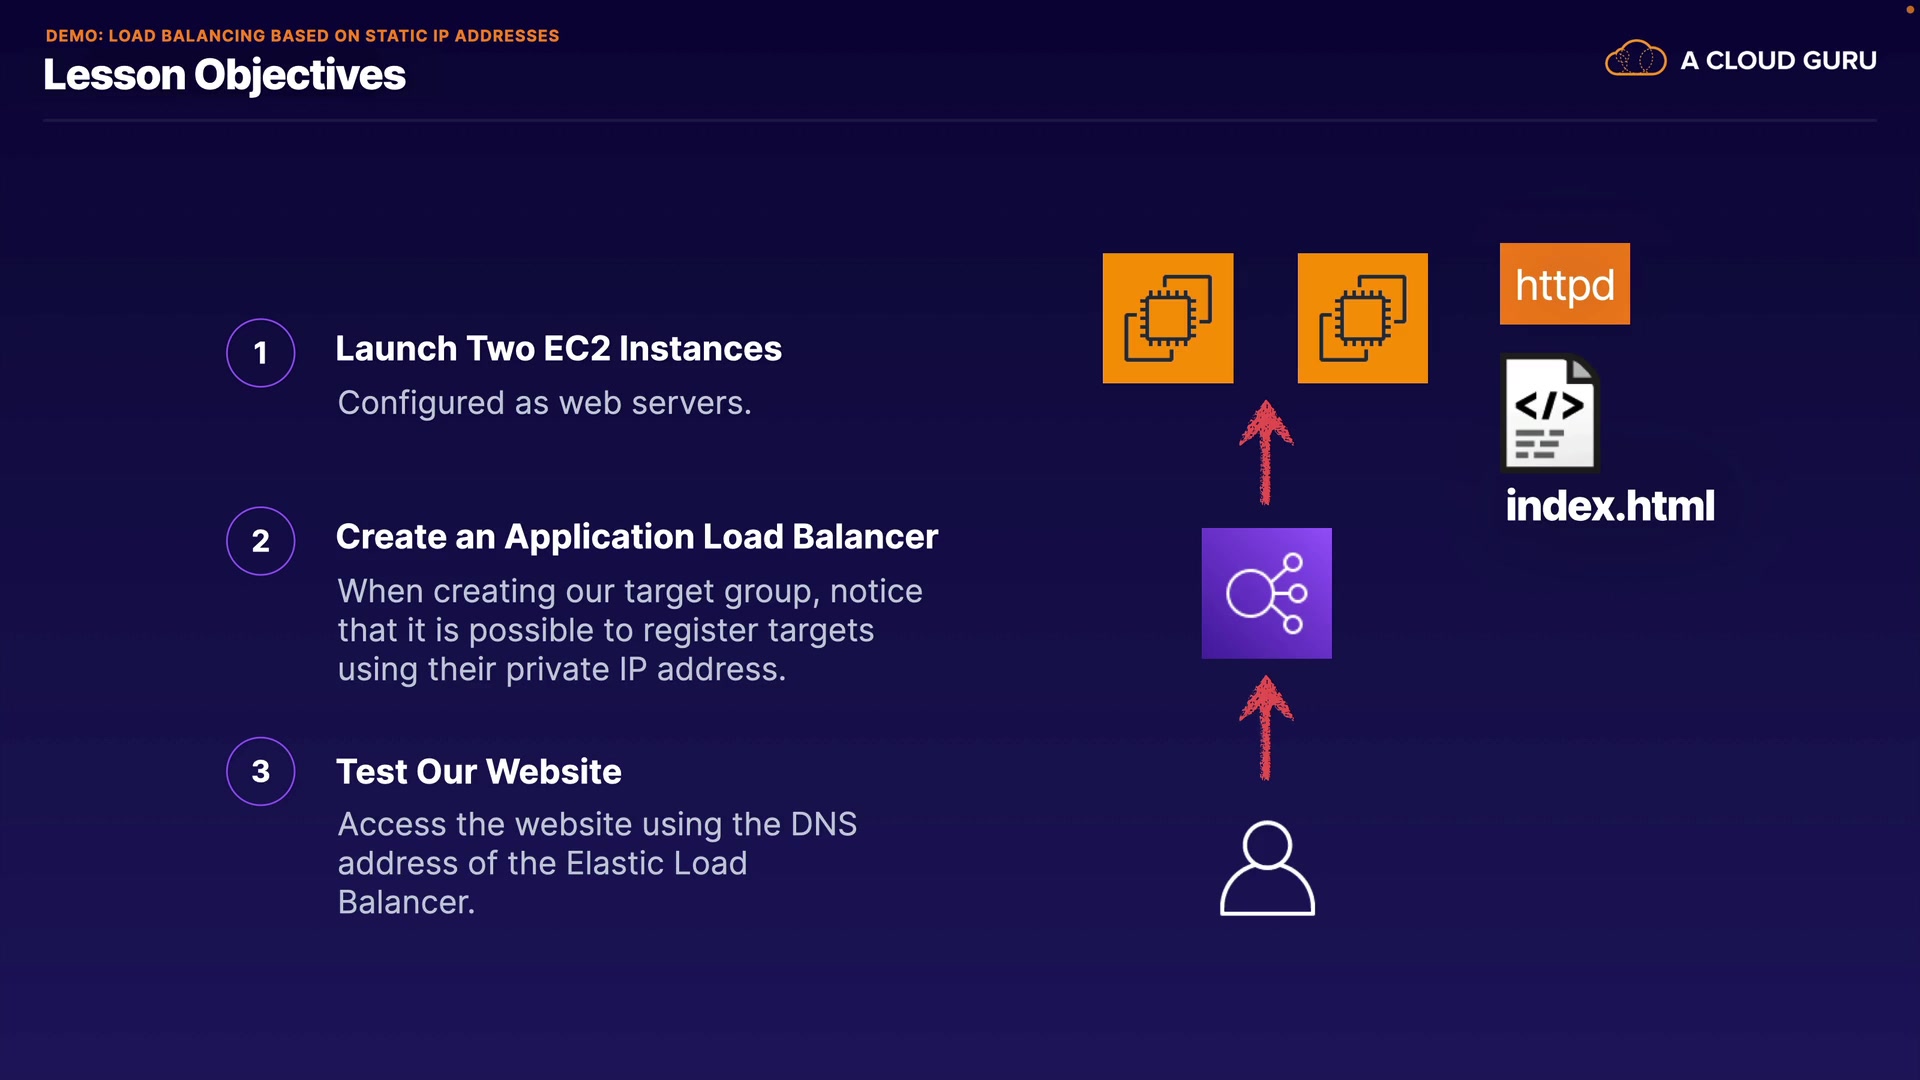 DEMO: LOAD BALANCING BASED ON STATIC IP ADDRESSES
Lesson Objectives
A CLOUD GURU
1
Launch Two EC2 Instances
Configured as web servers.
2
Create an Application Load Balancer
When creating our target group, notice
that it is possible to register targets
using their private IP address.
3
Test Our Website
Access the website using the DNS
address of the Elastic Load
Balancer.
httpd
</>
index.html